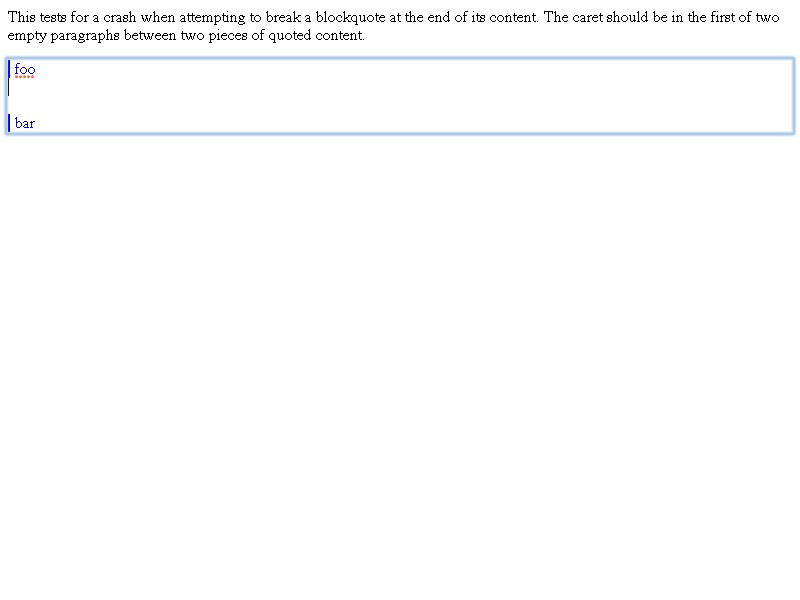 This tests for a crash when attempting to break a blockquote at the end of its content. The caret should be in the first of two
empty paragraphs between two pieces of quoted content.
foo
bar